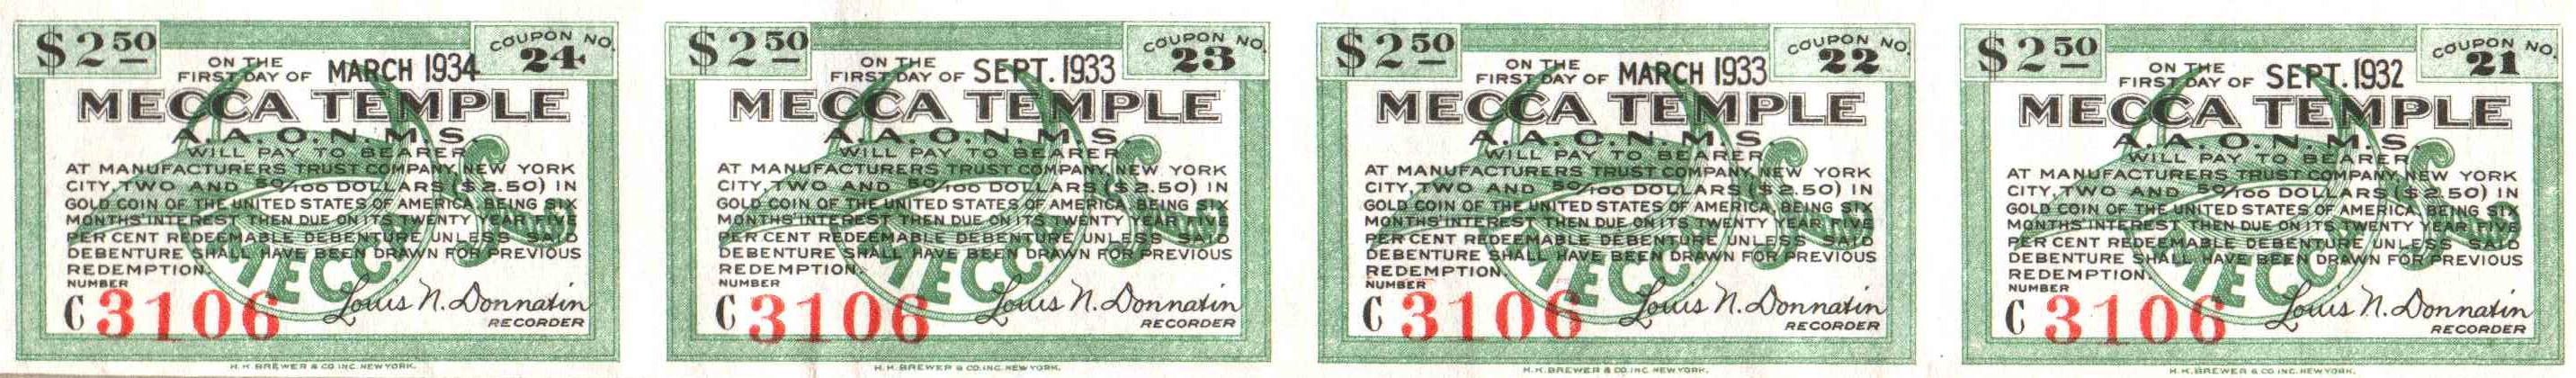 $2 50
COUPON NO.
24
ON THE
FIRST DAY OF MARCH 1934
MECCA TEMPLE
A.A.O.N.M.S.
WILL PAY TO BEARER,
AT MANUFACTURERS TRUST COMPANY, NEW YORK
CITY, TWO AND 50/100 DOLLARS ($2.50) IN
GOLD COIN OF THE UNITED STATES OF AMERICA, BEING SIX
MONTHS' INTEREST THEN DUE ON ITS TWENTY YEAR FIVE
PER CENT REDEEMABLE DEBENTURE UNLESS SAID
DEBENTURE SHALL HAVE BEEN DRAWN FOR PREVIOUS
REDEMPTION.
NUMBER
C 3106
MECCA
Louis N. Donnatin
RECORDER
H.H. BREWER & CO. INC. NEW YORK.
$2 50
COUPON NO.
23
ON THE
FIRST DAY OF SEPT. 1933
MECCA TEMPLE
A.A.O.N.M.S.
WILL PAY TO BEARER,
AT MANUFACTURERS TRUST COMPANY, NEW YORK
CITY, TWO AND 50/100 DOLLARS ($2.50) IN
GOLD COIN OF THE UNITED STATES OF AMERICA, BEING SIX
MONTHS' INTEREST THEN DUE ON ITS TWENTY YEAR FIVE
PER CENT REDEEMABLE DEBENTURE UNLESS SAID
DEBENTURE SHALL HAVE BEEN DRAWN FOR PREVIOUS
REDEMPTION.
NUMBER
C 3106
MECCA
Louis N. Donnatin
RECORDER
H.H. BREWER & CO. INC. NEW YORK.
$2 50
COUPON NO.
22
ON THE
FIRST DAY OF MARCH 1933
MECCA TEMPLE
A.A.O.N.M.S.
WILL PAY TO BEARER,
AT MANUFACTURERS TRUST COMPANY, NEW YORK
CITY, TWO AND 50/100 DOLLARS ($2.50) IN
GOLD COIN OF THE UNITED STATES OF AMERICA, BEING SIX
MONTHS' INTEREST THEN DUE ON ITS TWENTY YEAR FIVE
PER CENT REDEEMABLE DEBENTURE UNLESS SAID
DEBENTURE SHALL HAVE BEEN DRAWN FOR PREVIOUS
REDEMPTION.
NUMBER
C 3106
MECCA
Louis N. Donnatin
RECORDER
H.H. BREWER & CO. INC. NEW YORK.
$2 50
COUPON NO.
21
ON THE
FIRST DAY OF SEPT. 1932
MECCA TEMPLE
A.A.O.N.M.S.
WILL PAY TO BEARER,
AT MANUFACTURERS TRUST COMPANY, NEW YORK
CITY, TWO AND 50/100 DOLLARS ($2.50) IN
GOLD COIN OF THE UNITED STATES OF AMERICA, BEING SIX
MONTHS' INTEREST THEN DUE ON ITS TWENTY YEAR FIVE
PER CENT REDEEMABLE DEBENTURE UNLESS SAID
DEBENTURE SHALL HAVE BEEN DRAWN FOR PREVIOUS
REDEMPTION.
NUMBER
C 3106
MECCA
Louis N. Donnatin
RECORDER
H.H. BREWER & CO. INC. NEW YORK.